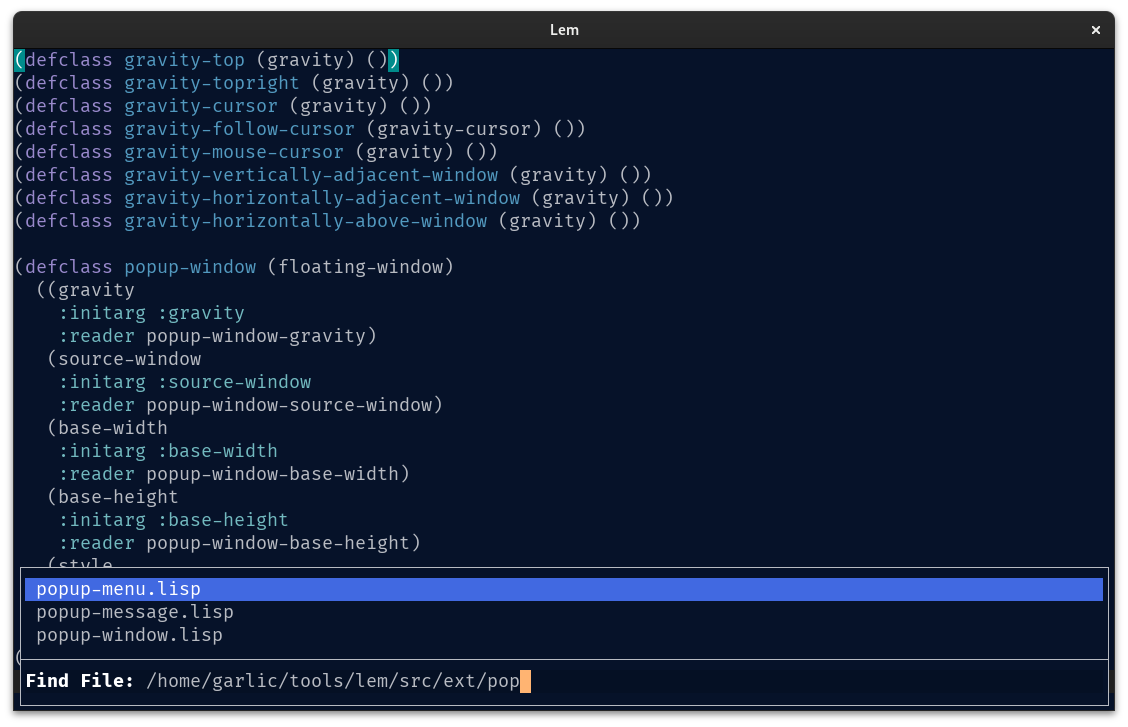 Lem ×
(defclass gravity-top (gravity) ())
(defclass gravity-topright (gravity) ())
(defclass gravity-cursor (gravity) ())
(defclass gravity-follow-cursor (gravity-cursor) ())
(defclass gravity-mouse-cursor (gravity) ())
(defclass gravity-vertically-adjacent-window (gravity) ())
(defclass gravity-horizontally-adjacent-window (gravity) ())
(defclass gravity-horizontally-above-window (gravity) ())

(defclass popup-window (floating-window)
  ((gravity
    :initarg :gravity
    :reader popup-window-gravity)
   (source-window
    :initarg :source-window
    :reader popup-window-source-window)
   (base-width
    :initarg :base-width
    :reader popup-window-base-width)
   (base-height
    :initarg :base-height
    :reader popup-window-base-height)
   (style
popup-menu.lisp
popup-message.lisp
popup-window.lisp
(
Find File: /home/garlic/tools/lem/src/ext/pop